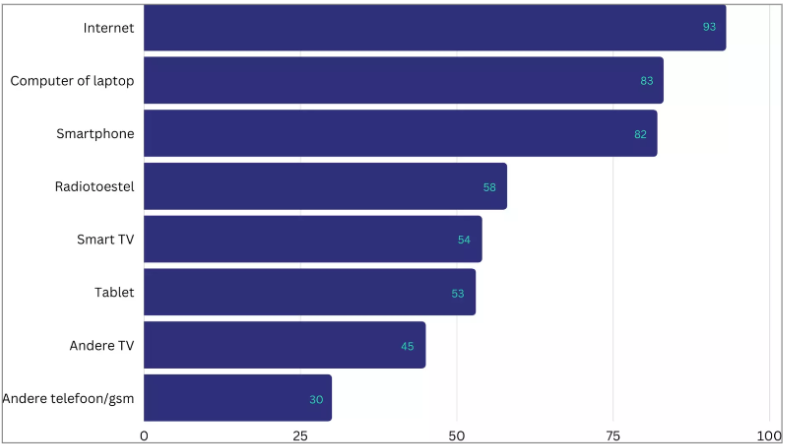 Internet 93
Computer of laptop 83
Smartphone 82
Radiotoestel 58
Smart TV 54
Tablet 53
Andere TV 45
Andere telefoon/gsm 30
0 25 50 75 100